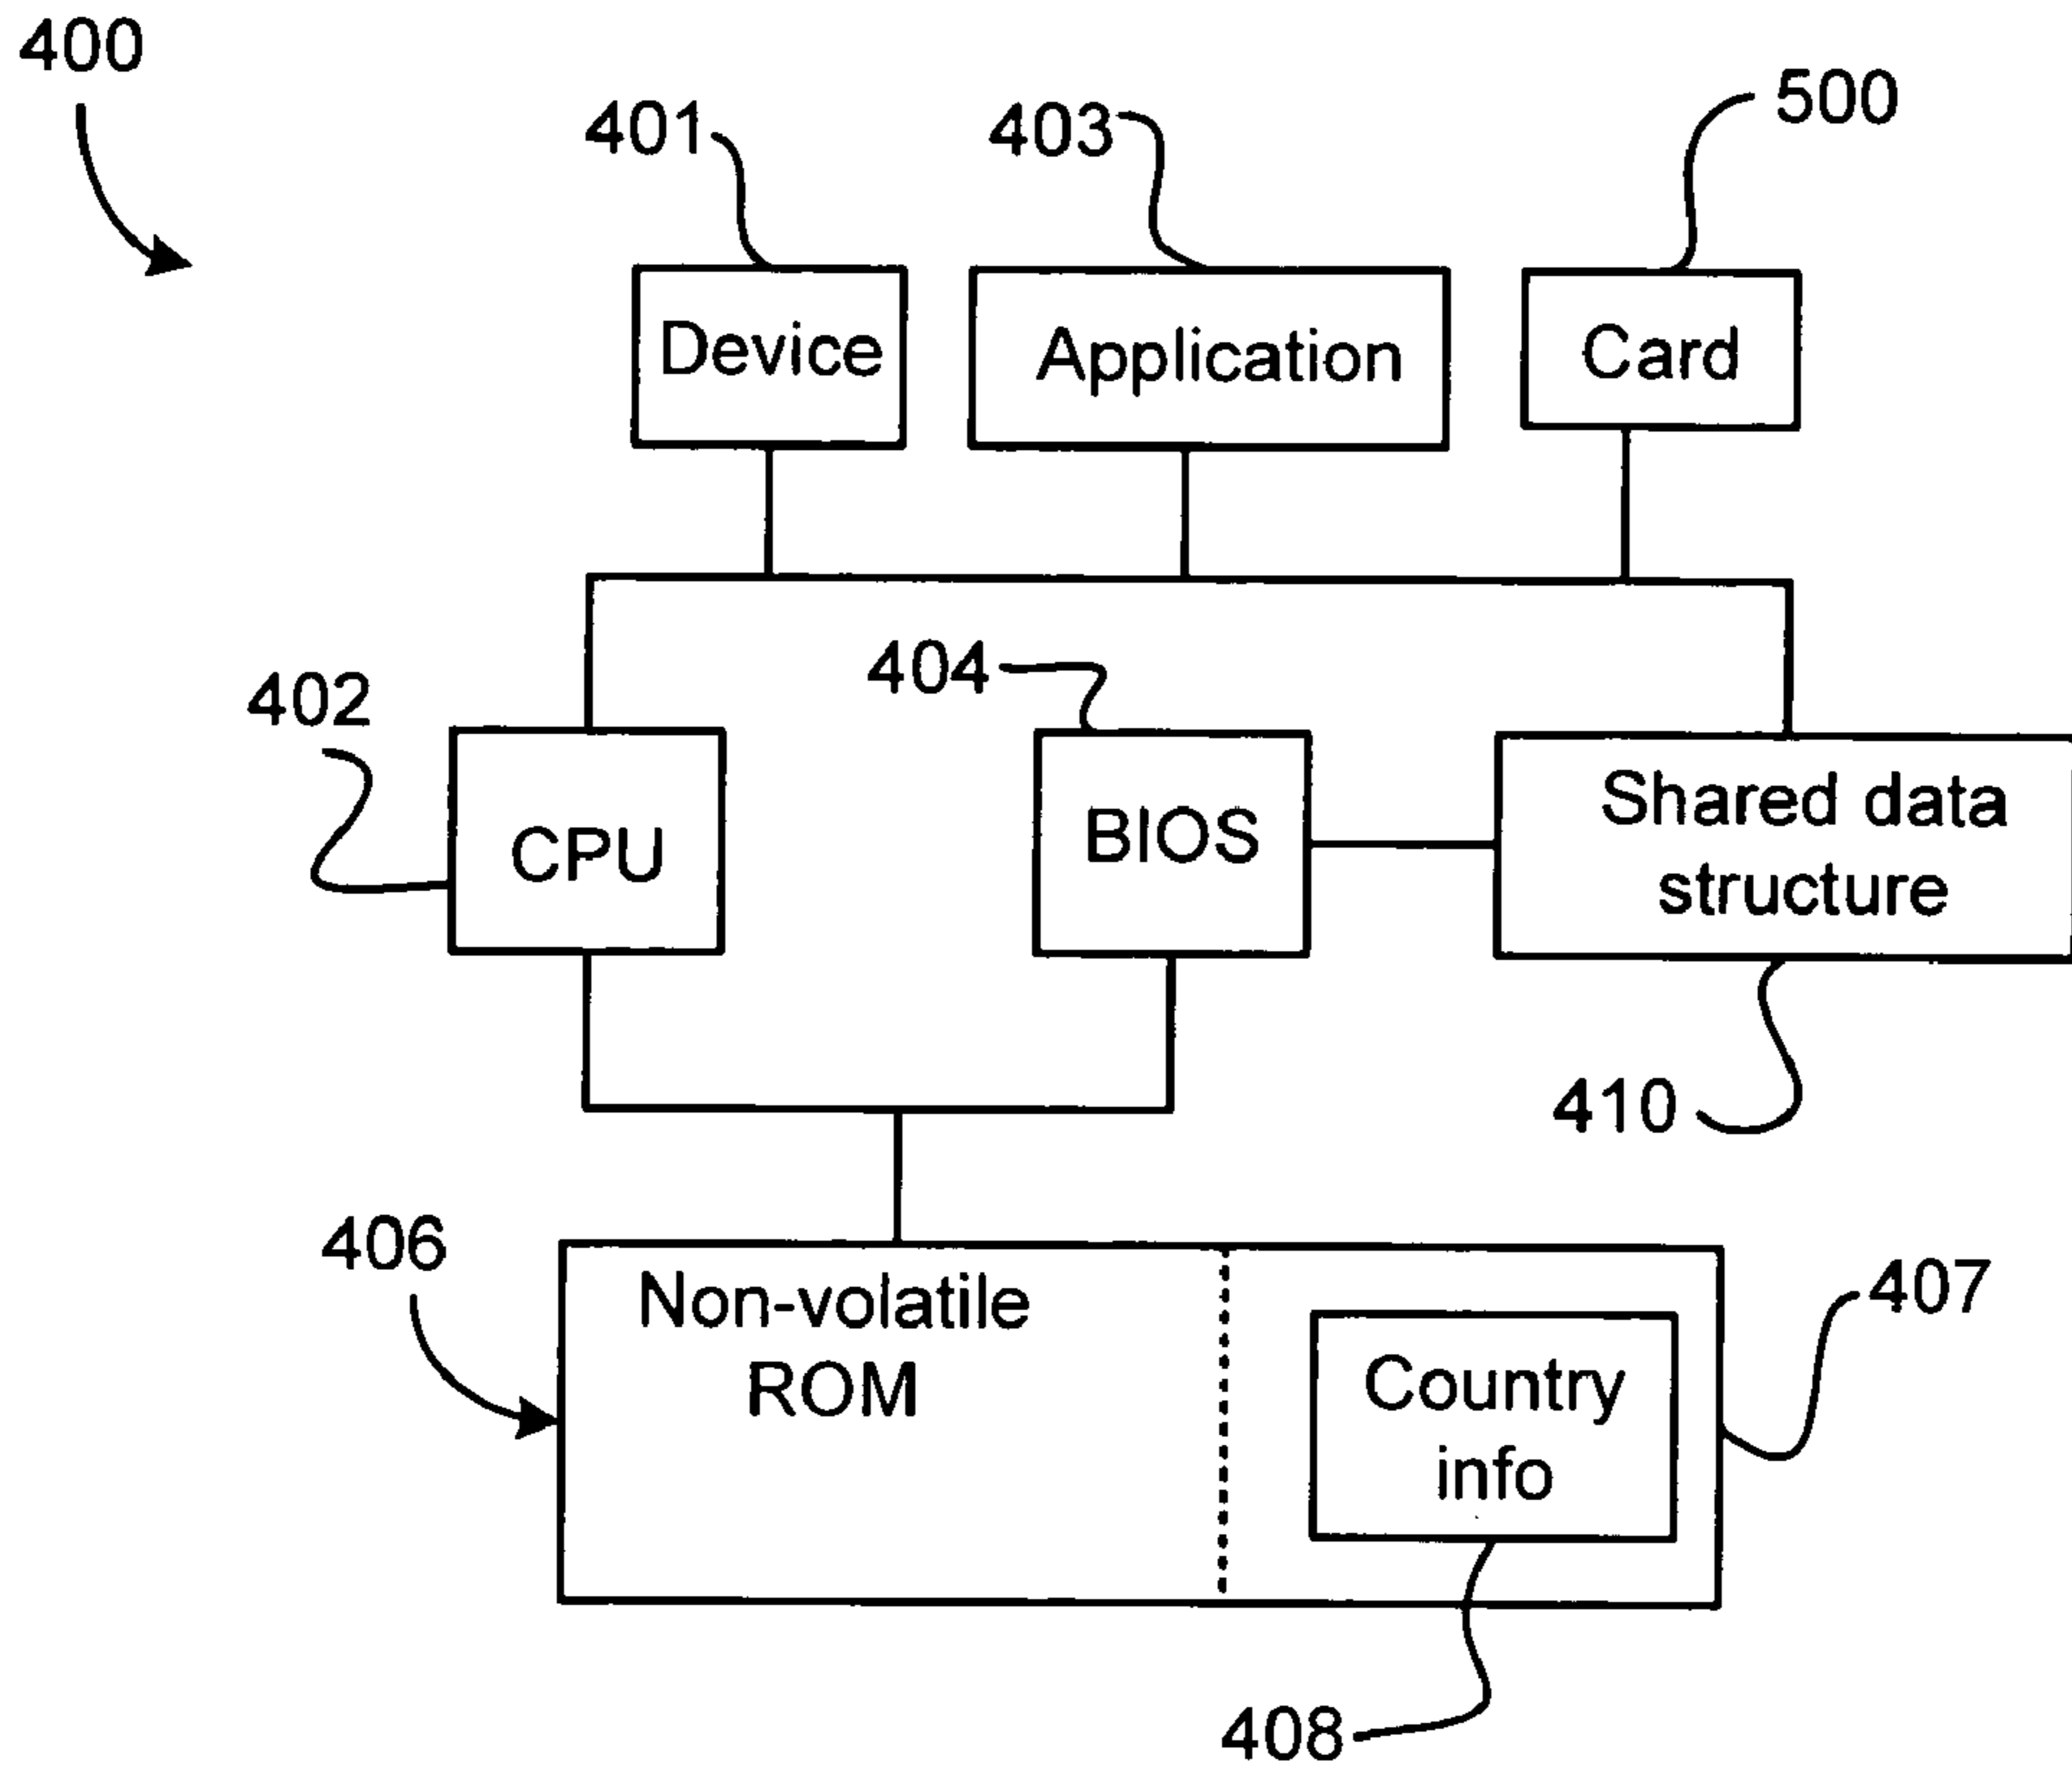 400
401
403
500
Device
Application
Card
402
404
CPU
BIOS
Shared data
structure
410
406
Non-volatile
ROM
Country
info
407
408